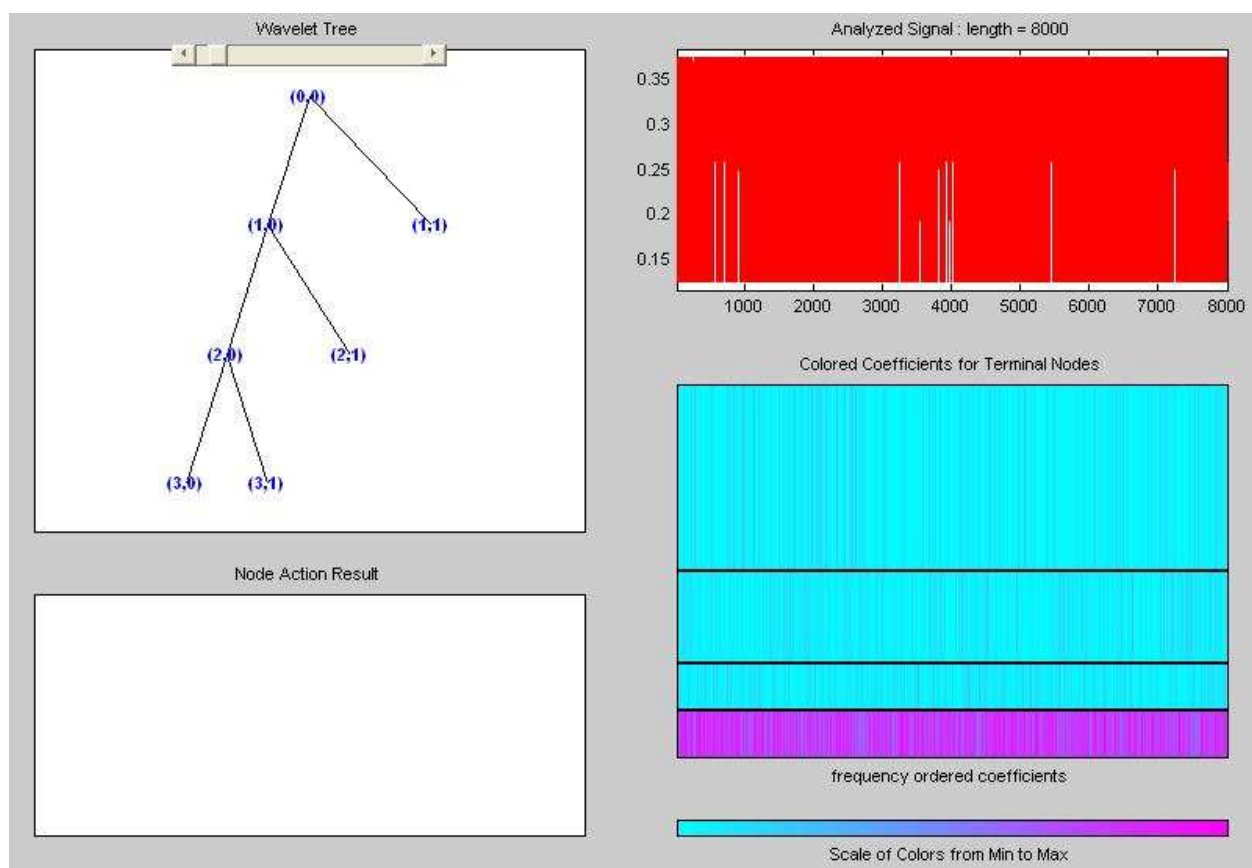 Wavelet Tree
(0,0)
(1,0) (1,1)
(2,0) (2,1)
(3,0) (3,1)
Node Action Result
Analyzed Signal : length = 8000
0.35
0.3
0.25
0.2
0.15
1000 2000 3000 4000 5000 6000 7000 8000
Colored Coefficients for Terminal Nodes
frequency ordered coefficients
Scale of Colors from Min to Max